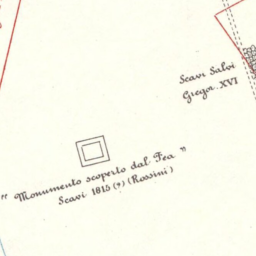 Scavi Salvi
Gregor. XVI
"Monumento scoperto dal Fea"
Scavi 1815 (?) (Rossini)